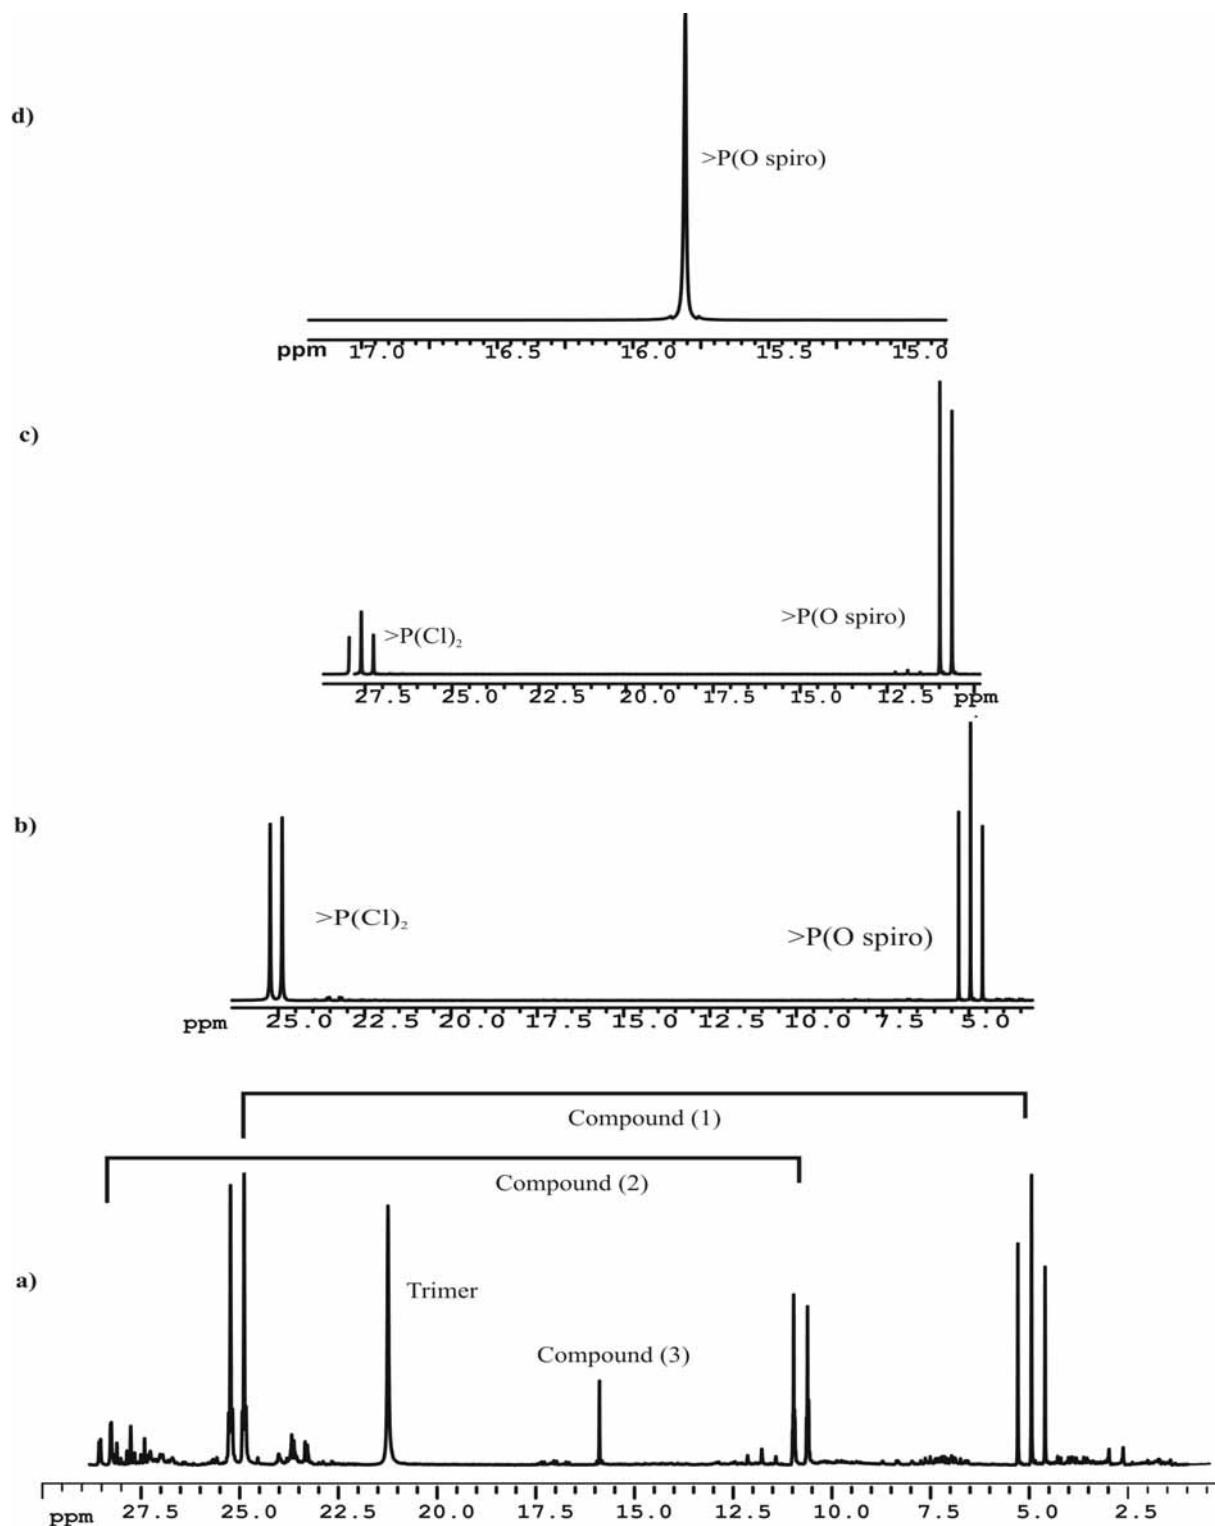 d)
>P(O spiro)
ppm 17.0 16.5 16.0 15.5 15.0
c)
>P(Cl)₂
>P(O spiro)
27.5 25.0 22.5 20.0 17.5 15.0 12.5 ppm
b)
>P(Cl)₂
>P(O spiro)
ppm 25.0 22.5 20.0 17.5 15.0 12.5 10.0 7.5 5.0
Compound (1)
Compound (2)
a)
Trimer
Compound (3)
ppm 27.5 25.0 22.5 20.0 17.5 15.0 12.5 10.0 7.5 5.0 2.5